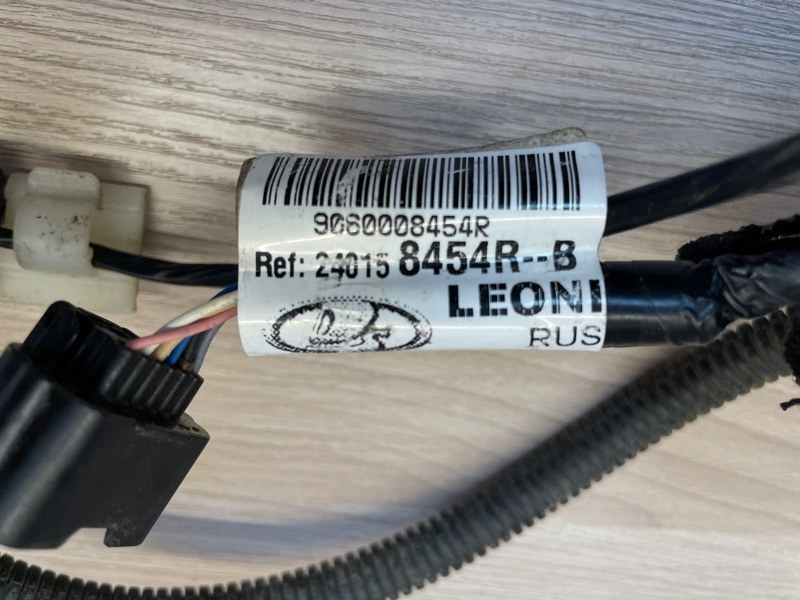 9060008454R
Ref: 24015 8454R--B
LEONI
RUS